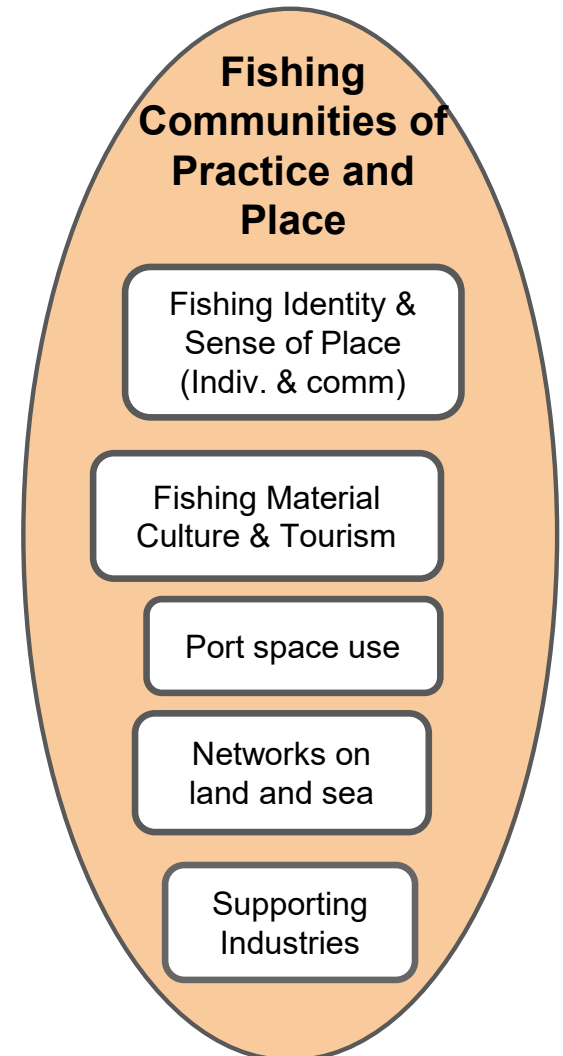 Fishing
Communities of
Practice and
Place
Fishing Identity &
Sense of Place
(Indiv. & comm)
Fishing Material
Culture & Tourism
Port space use
Networks on
land and sea
Supporting
Industries